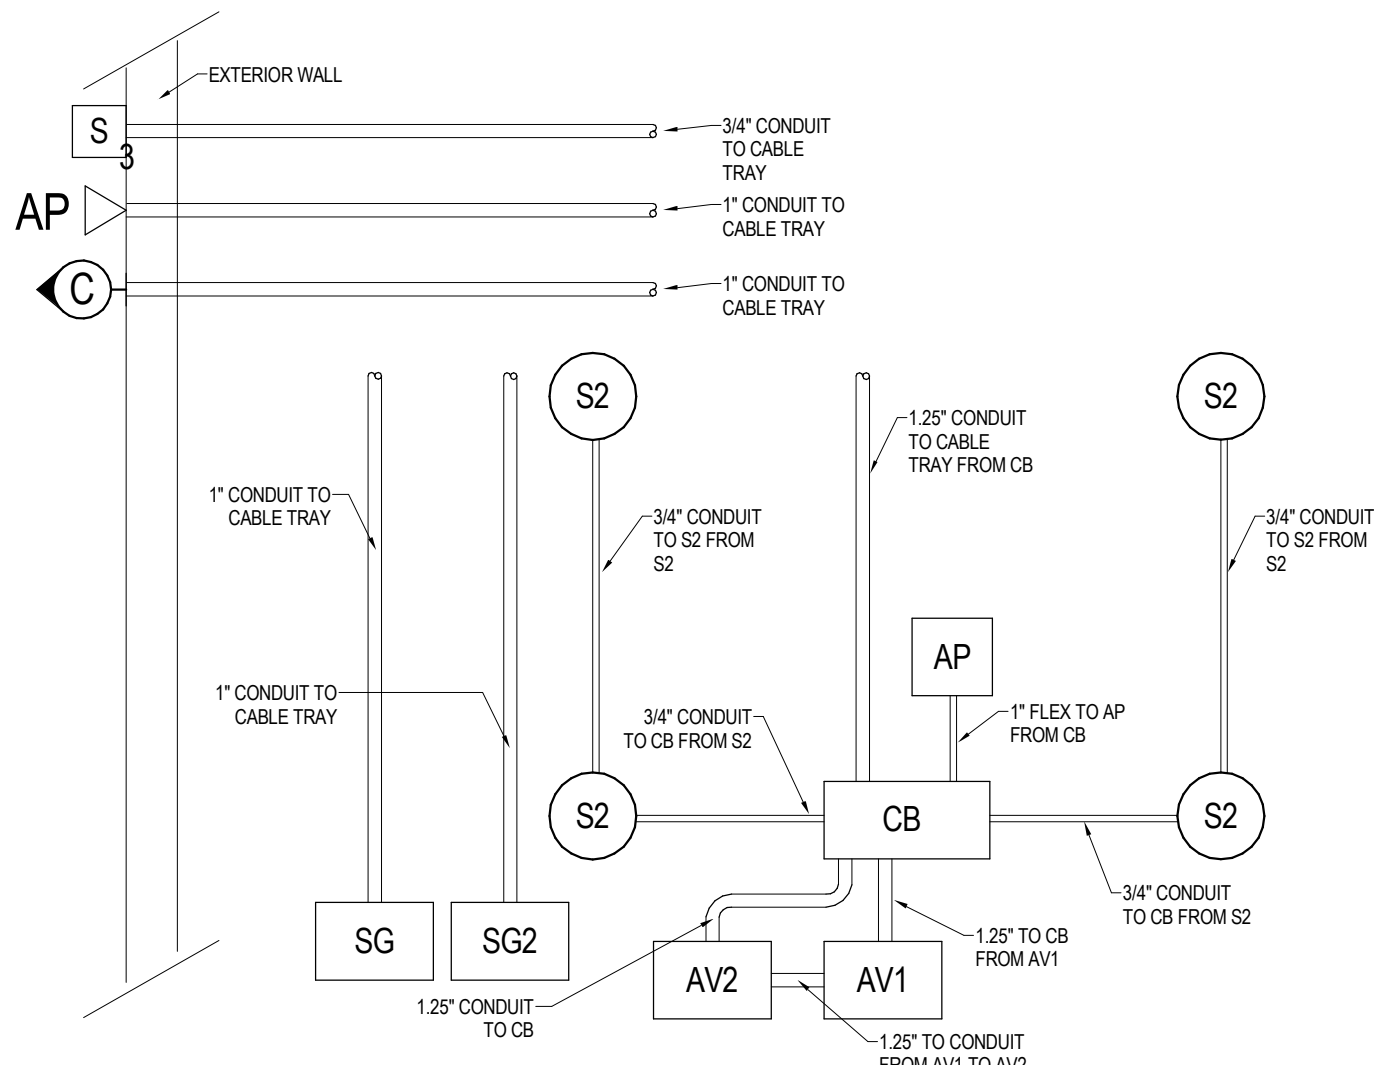 EXTERIOR WALL
S
3
3/4" CONDUIT
TO CABLE
TRAY
AP
1" CONDUIT TO
CABLE TRAY
C
1" CONDUIT TO
CABLE TRAY
S2
S2
1.25" CONDUIT
TO CABLE
TRAY FROM CB
1" CONDUIT TO
CABLE TRAY
3/4" CONDUIT
TO S2 FROM
S2
3/4" CONDUIT
TO S2 FROM
S2
AP
1" CONDUIT TO
CABLE TRAY
3/4" CONDUIT
TO CB FROM S2
1" FLEX TO AP
FROM CB
S2
CB
S2
3/4" CONDUIT
TO CB FROM S2
SG
SG2
1.25" TO CB
FROM AV1
AV2
AV1
1.25" CONDUIT
TO CB
1.25" TO CONDUIT
FROM AV1 TO AV2